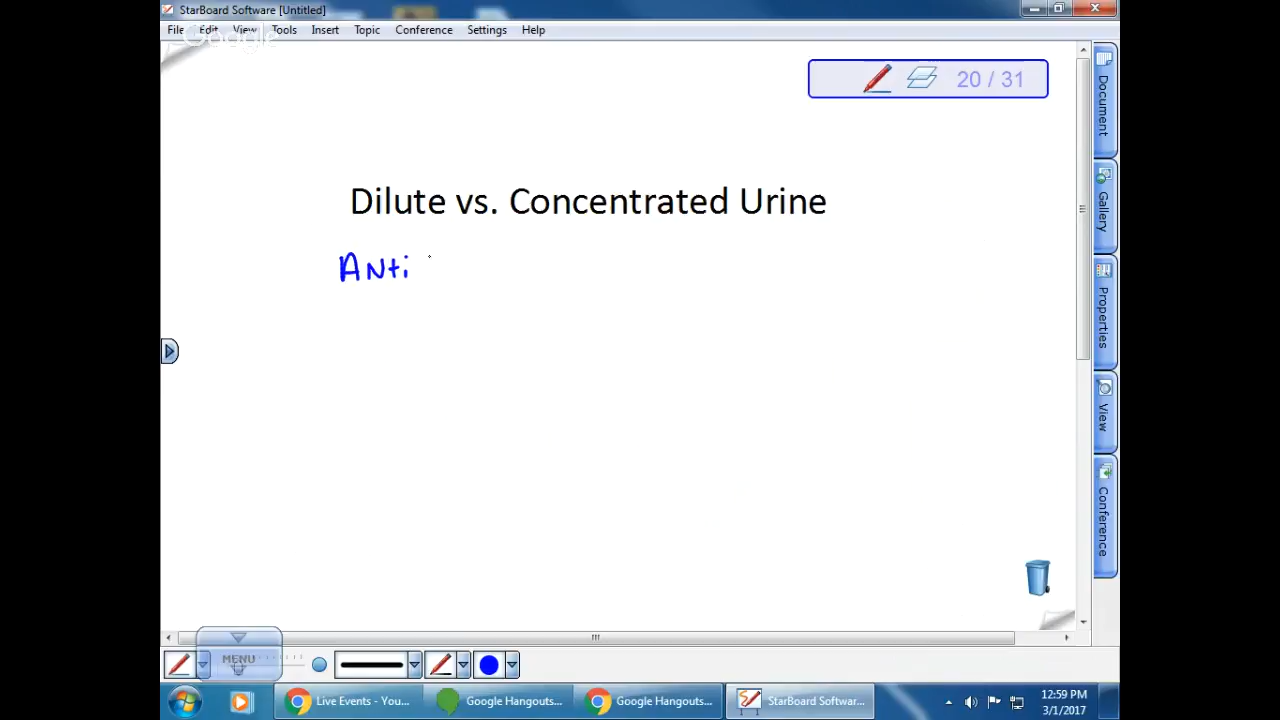 StarBoard Software [Untitled]
File Edit View Tools Insert Topic Conference Settings Help
Google
20 / 31
Document
Gallery
Properties
View
Conference
Dilute vs. Concentrated Urine
Anti
MENU
Live Events - You...
Google Hangouts...
Google Hangouts...
StarBoard Softwar...
12:59 PM
3/1/2017